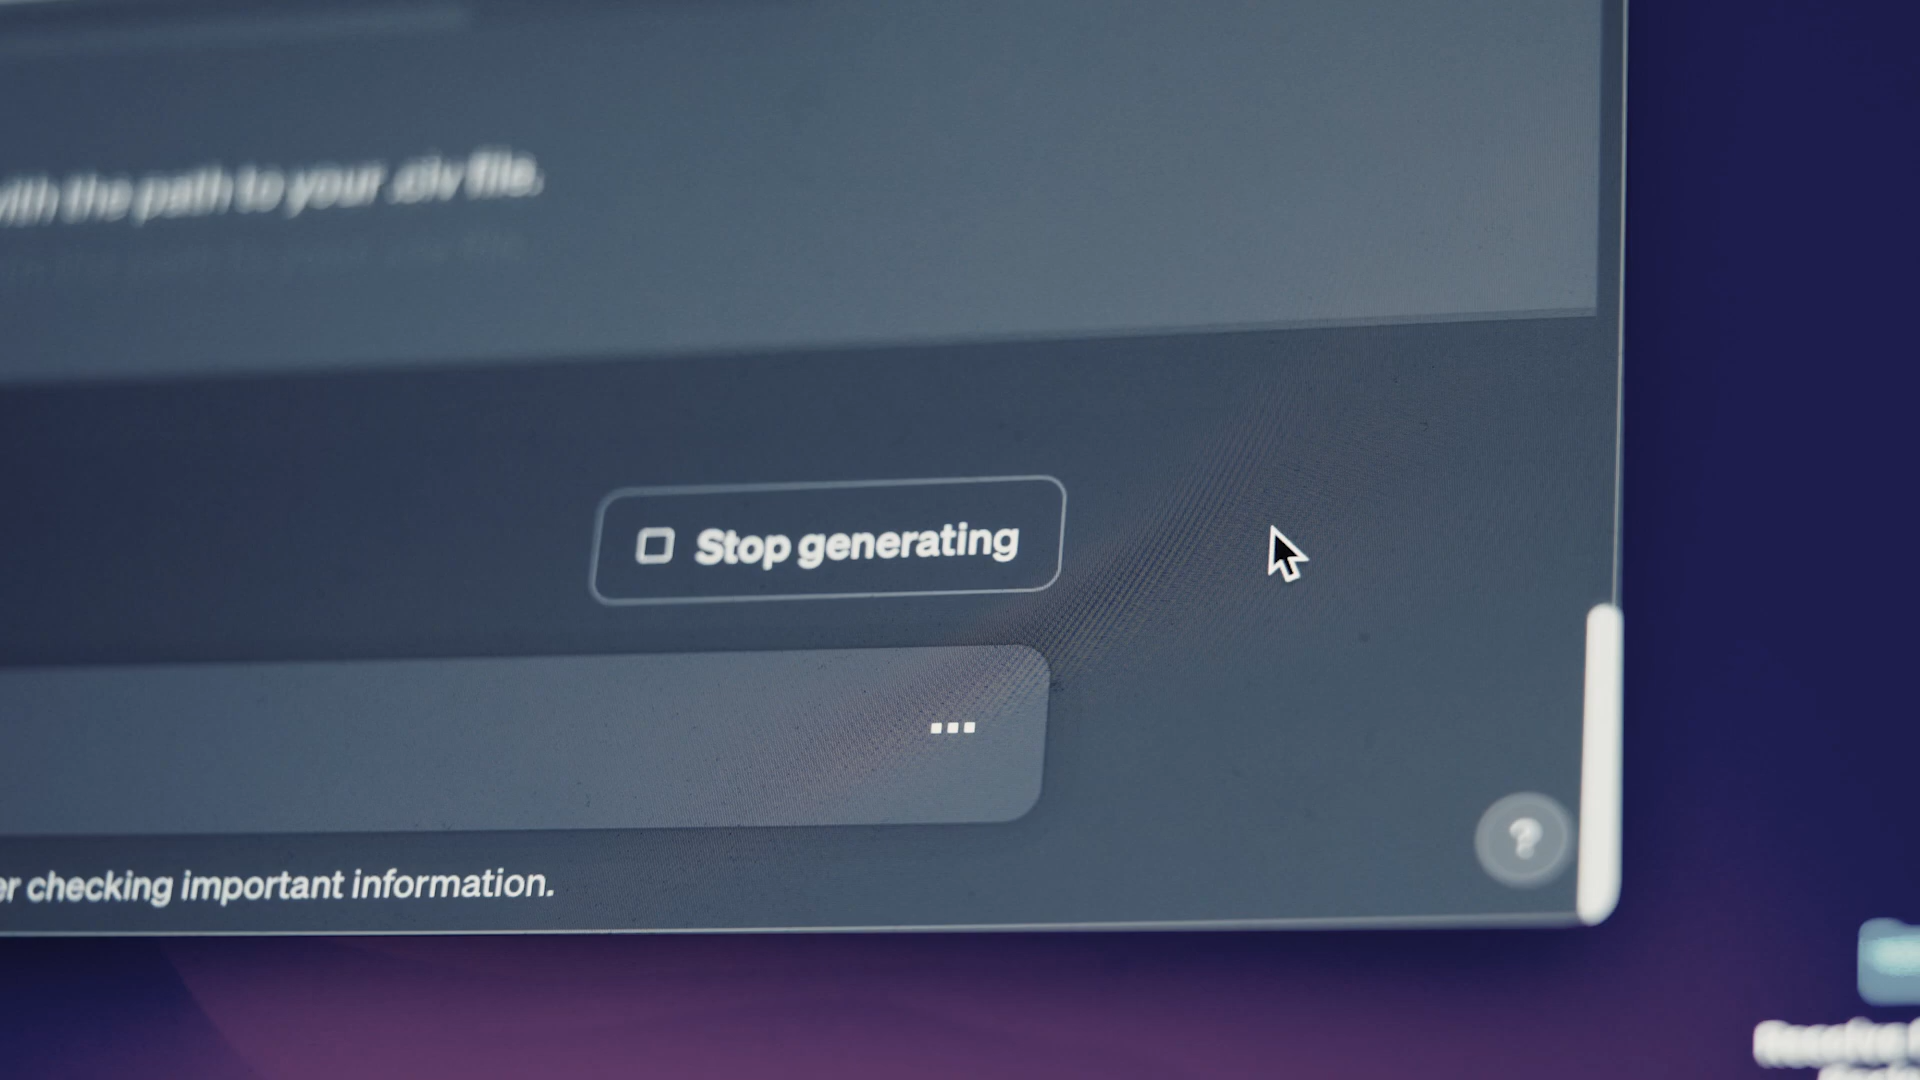 with the path to your .csv file.
Stop generating
...
er checking important information.
?